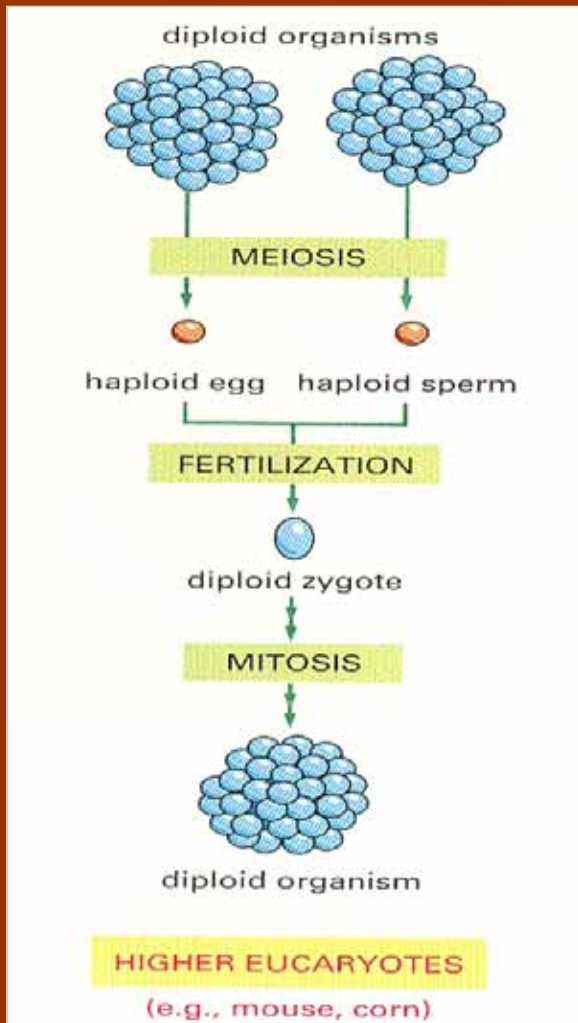 diploid organisms
MEIOSIS
haploid egg haploid sperm
FERTILIZATION
diploid zygote
MITOSIS
diploid organism
HIGHER EUCARYOTES
(e.g., mouse, corn)